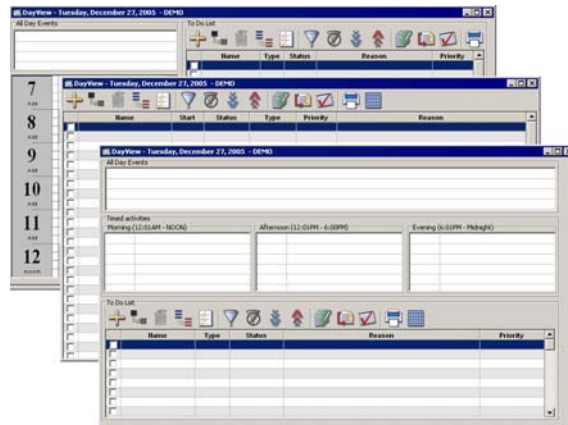 DayView - Tuesday, December 27, 2005 - DEMO
All Day Events
To Do List
Name Type Status Reason Priority
7
AM
8
AM
9
AM
10
AM
11
AM
12
DayView - Tuesday, December 27, 2005 - DEMO
Name Start Status Type Priority Reason
DayView - Tuesday, December 27, 2005 - DEMO
All Day Events
Timed activities
Morning (12:01AM - NOON) Afternoon (12:01PM - 6:00PM) Evening (6:01PM - Midnight)
To Do List
Name Type Status Reason Priority